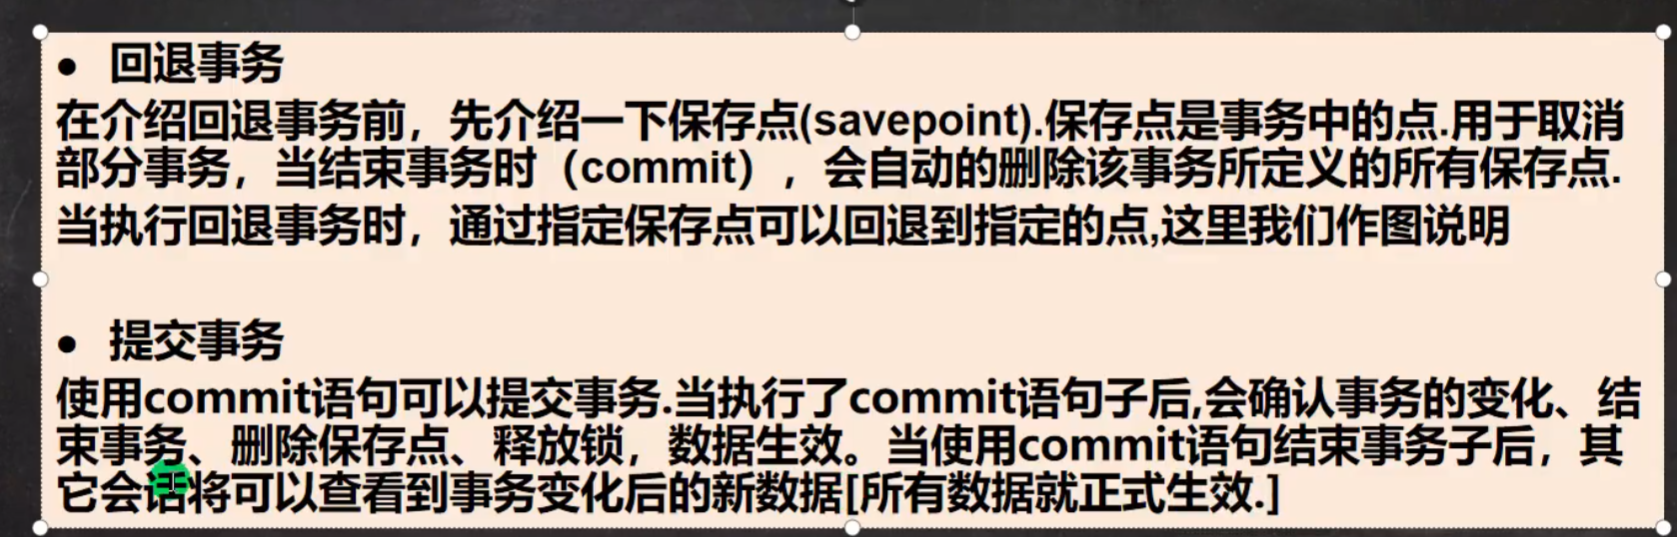 ● 回退事务
在介绍回退事务前，先介绍一下保存点(savepoint).保存点是事务中的点.用于取消
部分事务，当结束事务时（commit），会自动的删除该事务所定义的所有保存点.
当执行回退事务时，通过指定保存点可以回退到指定的点,这里我们作图说明
● 提交事务
使用commit语句可以提交事务.当执行了commit语句子后,会确认事务的变化、结
束事务、删除保存点、释放锁，数据生效。当使用commit语句结束事务子后，其
它会话将可以查看到事务变化后的新数据[所有数据就正式生效.]